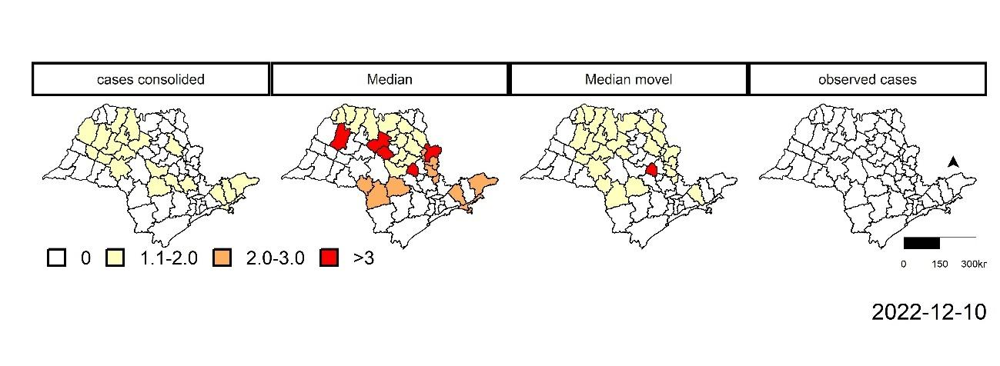 cases consolided Median Median movel observed cases
0 1.1-2.0 2.0-3.0 >3
0 150 300kr
2022-12-10